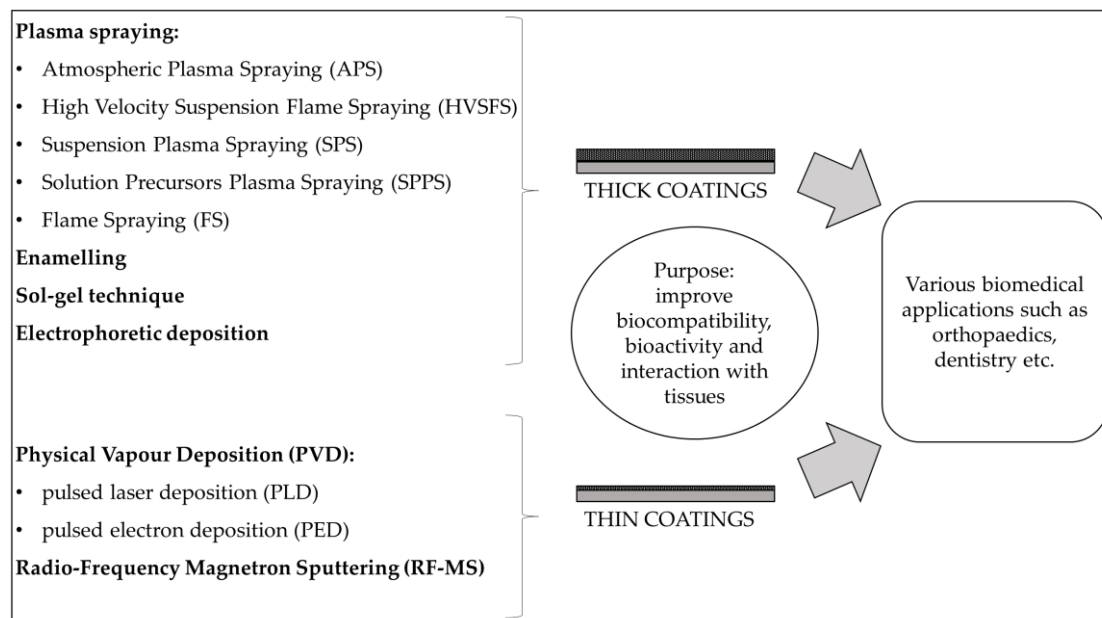 Plasma spraying:
• Atmospheric Plasma Spraying (APS)
• High Velocity Suspension Flame Spraying (HVSFS)
• Suspension Plasma Spraying (SPS)
• Solution Precursors Plasma Spraying (SPPS)
• Flame Spraying (FS)
Enamelling
Sol-gel technique
Electrophoretic deposition
Physical Vapour Deposition (PVD):
• pulsed laser deposition (PLD)
• pulsed electron deposition (PED)
Radio-Frequency Magnetron Sputtering (RF-MS)
THICK COATINGS
Purpose:
improve
biocompatibility,
bioactivity and
interaction with
tissues
THIN COATINGS
Various biomedical
applications such as
orthopaedics,
dentistry etc.